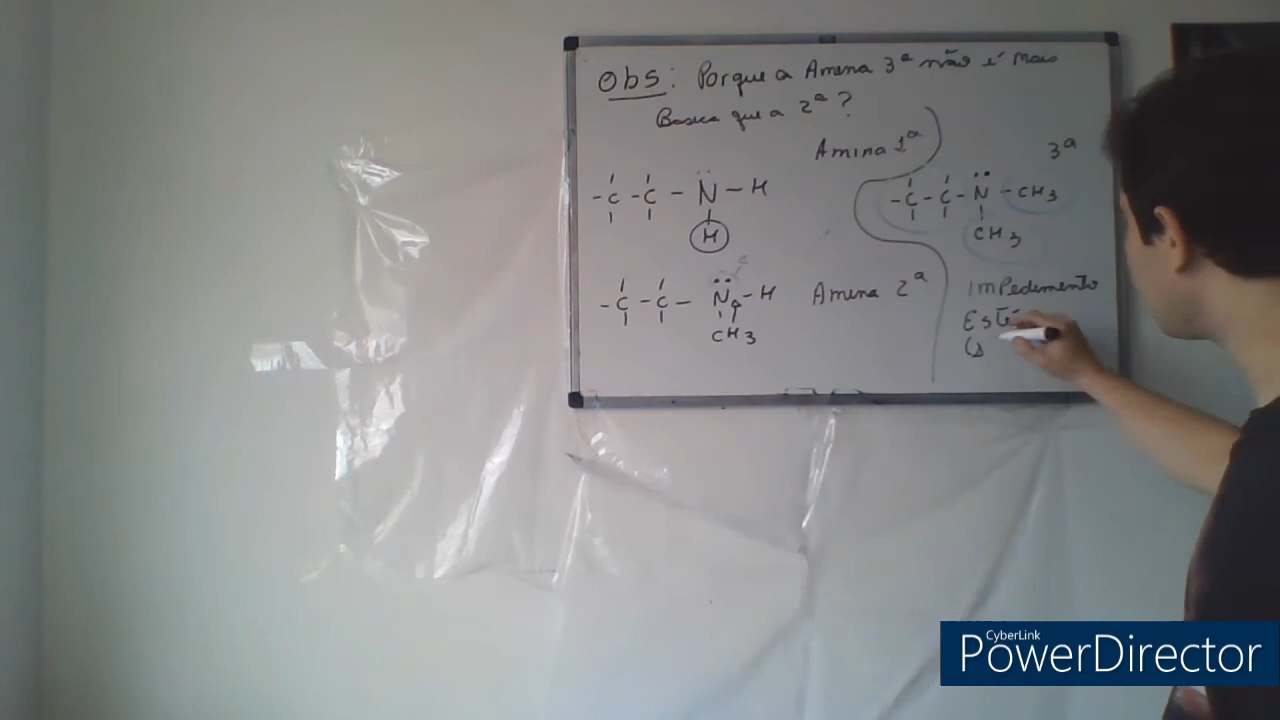 Obs: Porque a Amina 3ª não é mais
Basica que a 2ª?
Amina 1ª
- C - C - N - H
H
- C - C - N - H
CH3
Amina 2ª
3ª
- C - C - N - CH3
CH3
Impedimento
Esté
CyberLink
PowerDirector